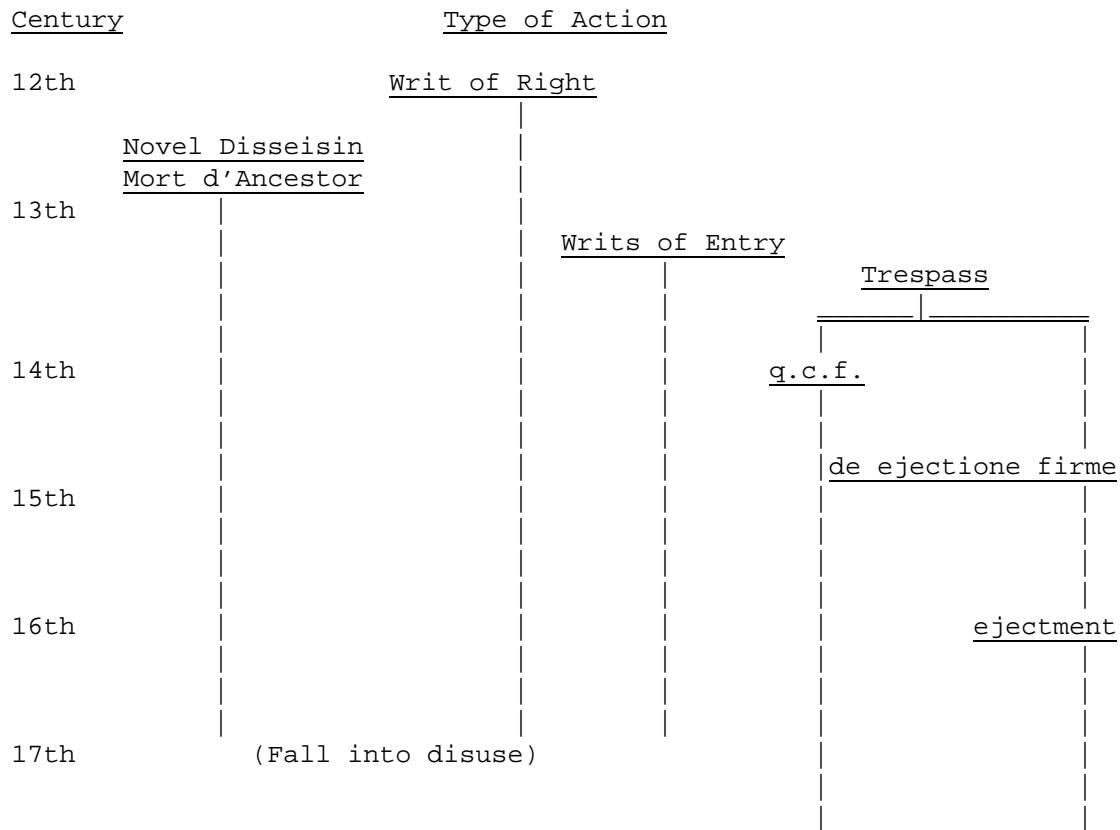 Century Type of Action
12th Writ of Right
Novel Disseisin
Mort d'Ancestor
13th
Writs of Entry
Trespass
14th q.c.f.
de ejectione firme
15th
16th ejectment
17th (Fall into disuse)